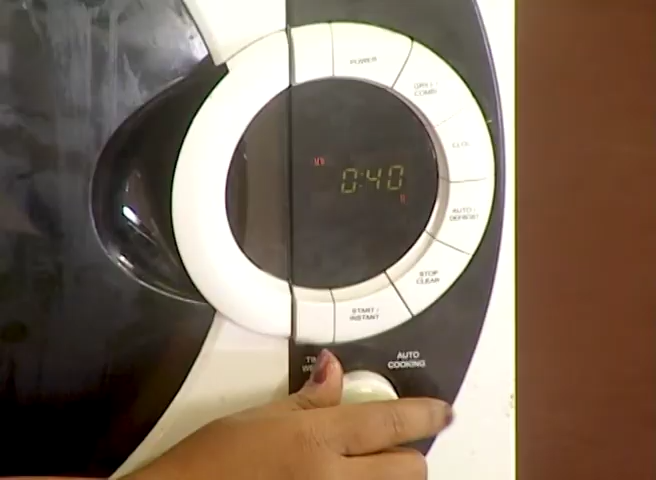 POWER
GRILL /
COMBI
AUTO /
DEFROST
0:40
STOP
CLEAR
START /
INSTANT
AUTO
COOKING